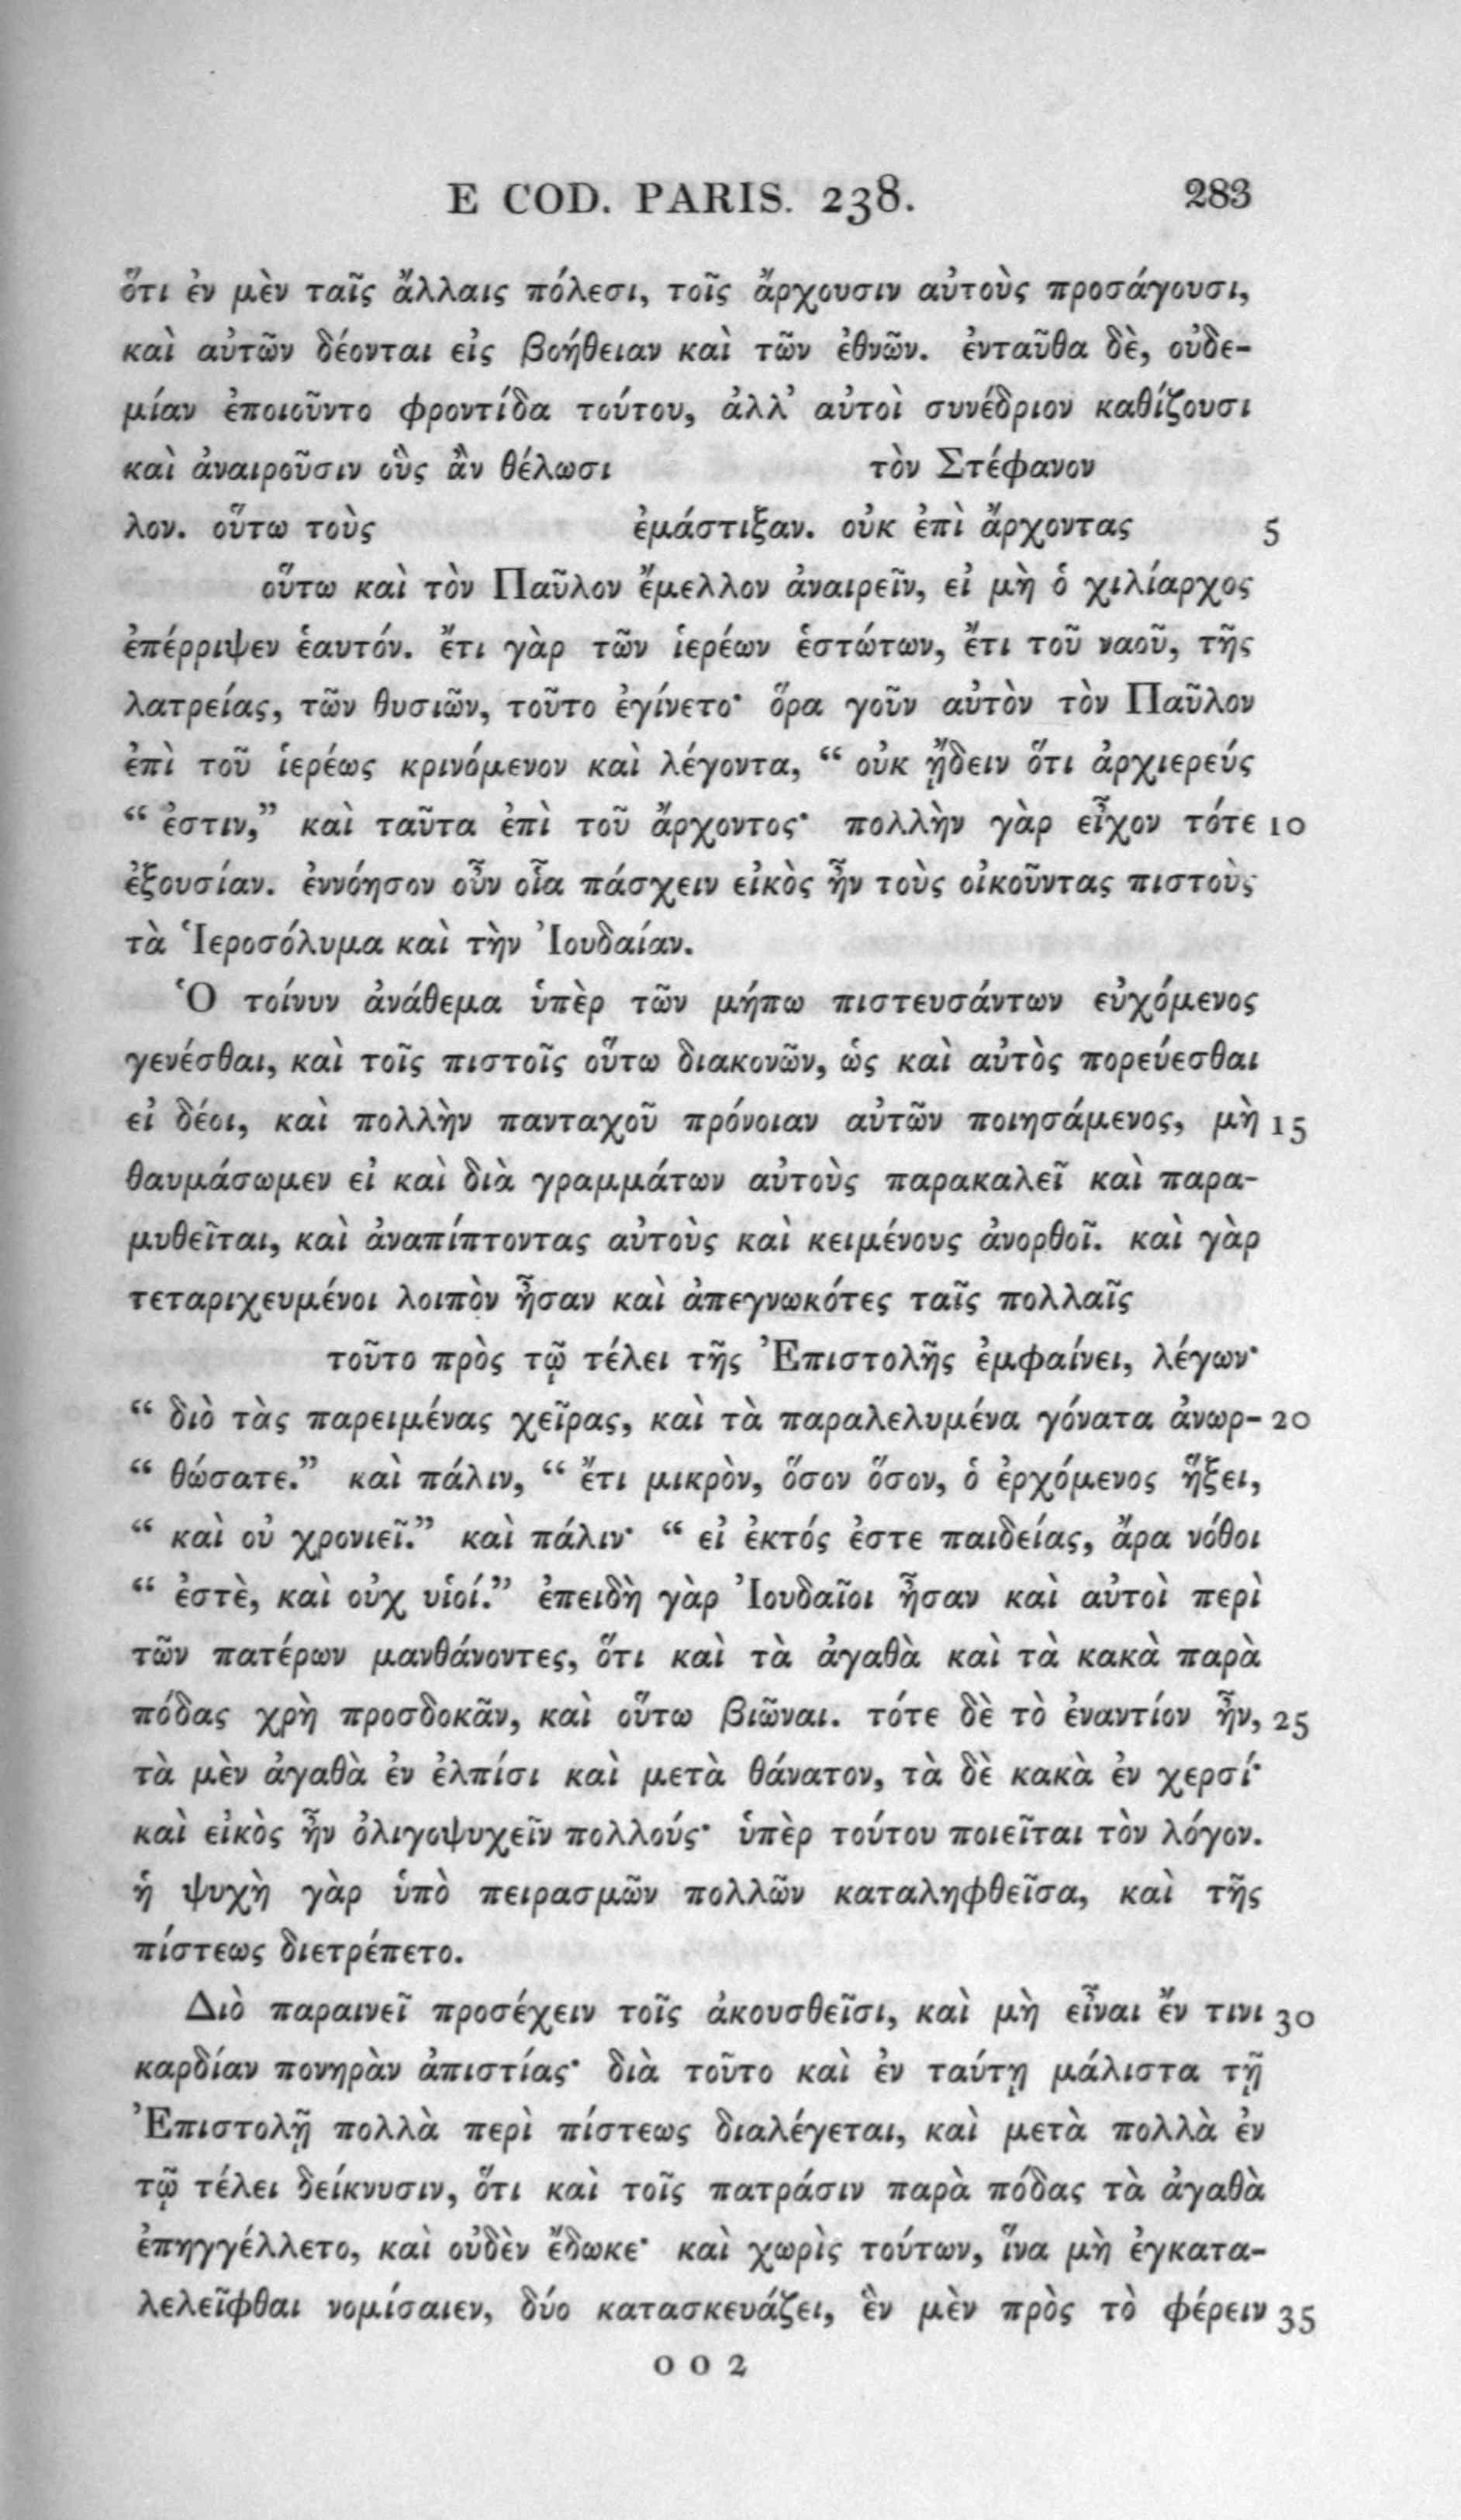 E COD. PARIS. 238. 283
ὅτι ἐν μὲν ταῖς ἄλλαις πόλεσι, τοῖς ἄρχουσιν αὐτοὺς προσάγουσι,
καὶ αὐτῶν δέονται εἰς βοήθειαν καὶ τῶν ἐθνῶν. ἐνταῦθα δὲ, οὐδε-
μίαν ἐποιοῦντο φροντίδα τούτου, ἀλλ’ αὐτοὶ συνέδριον καθίζουσι
καὶ ἀναιροῦσιν οὓς ἂν θέλωσι τὸν Στέφανον
λον. οὕτω τοὺς ἐμάστιξαν. οὐκ ἐπὶ ἄρχοντας 5
οὕτω καὶ τὸν Παῦλον ἔμελλον ἀναιρεῖν, εἰ μὴ ὁ χιλίαρχος
ἐπέρριψεν ἑαυτόν. ἔτι γὰρ τῶν ἱερέων ἑστώτων, ἔτι τοῦ ναοῦ, τῆς
λατρείας, τῶν θυσιῶν, τοῦτο ἐγίνετο· ὅρα γοῦν αὐτὸν τὸν Παῦλον
ἐπὶ τοῦ ἱερέως κρινόμενον καὶ λέγοντα, “ οὐκ ᾔδειν ὅτι ἀρχιερεύς
“ ἐστιν,” καὶ ταῦτα ἐπὶ τοῦ ἄρχοντος· πολλὴν γὰρ εἶχον τότε 10
ἐξουσίαν. ἐννόησον οὖν οἷα πάσχειν εἰκὸς ἦν τοὺς οἰκοῦντας πιστοὺς
τὰ Ἱεροσόλυμα καὶ τὴν Ἰουδαίαν.
Ὁ τοίνυν ἀνάθεμα ὑπὲρ τῶν μήπω πιστευσάντων εὐχόμενος
γενέσθαι, καὶ τοῖς πιστοῖς οὕτω διακονῶν, ὡς καὶ αὐτὸς πορεύεσθαι
εἰ δέοι, καὶ πολλὴν πανταχοῦ πρόνοιαν αὐτῶν ποιησάμενος, μὴ 15
θαυμάσωμεν εἰ καὶ διὰ γραμμάτων αὐτοὺς παρακαλεῖ καὶ παρα-
μυθεῖται, καὶ ἀναπίπτοντας αὐτοὺς καὶ κειμένους ἀνορθοῖ. καὶ γὰρ
τεταριχευμένοι λοιπὸν ἦσαν καὶ ἀπεγνωκότες ταῖς πολλαῖς
τοῦτο πρὸς τῷ τέλει τῆς Ἐπιστολῆς ἐμφαίνει, λέγων·
“ διὸ τὰς παρειμένας χεῖρας, καὶ τὰ παραλελυμένα γόνατα ἀνωρ- 20
“ θώσατε.” καὶ πάλιν, “ ἔτι μικρὸν, ὅσον ὅσον, ὁ ἐρχόμενος ἥξει,
“ καὶ οὐ χρονιεῖ.” καὶ πάλιν· “ εἰ ἐκτός ἐστε παιδείας, ἄρα νόθοι
“ ἐστὲ, καὶ οὐχ υἱοί.” ἐπειδὴ γὰρ Ἰουδαῖοι ἦσαν καὶ αὐτοὶ περὶ
τῶν πατέρων μανθάνοντες, ὅτι καὶ τὰ ἀγαθὰ καὶ τὰ κακὰ παρὰ
πόδας χρὴ προσδοκᾶν, καὶ οὕτω βιῶναι. τότε δὲ τὸ ἐναντίον ἦν, 25
τὰ μὲν ἀγαθὰ ἐν ἐλπίσι καὶ μετὰ θάνατον, τὰ δὲ κακὰ ἐν χερσί·
καὶ εἰκὸς ἦν ὀλιγοψυχεῖν πολλούς· ὑπὲρ τούτου ποιεῖται τὸν λόγον.
ἡ ψυχὴ γὰρ ὑπὸ πειρασμῶν πολλῶν καταληφθεῖσα, καὶ τῆς
πίστεως διετρέπετο.
Διὸ παραινεῖ προσέχειν τοῖς ἀκουσθεῖσι, καὶ μὴ εἶναι ἔν τινι 30
καρδίαν πονηρὰν ἀπιστίας· διὰ τοῦτο καὶ ἐν ταύτῃ μάλιστα τῇ
Ἐπιστολῇ πολλὰ περὶ πίστεως διαλέγεται, καὶ μετὰ πολλὰ ἐν
τῷ τέλει δείκνυσιν, ὅτι καὶ τοῖς πατράσιν παρὰ πόδας τὰ ἀγαθὰ
ἐπηγγέλλετο, καὶ οὐδὲν ἔδωκε· καὶ χωρὶς τούτων, ἵνα μὴ ἐγκατα-
λελεῖφθαι νομίσαιεν, δύο κατασκευάζει, ἓν μὲν πρὸς τὸ φέρειν 35
O O 2